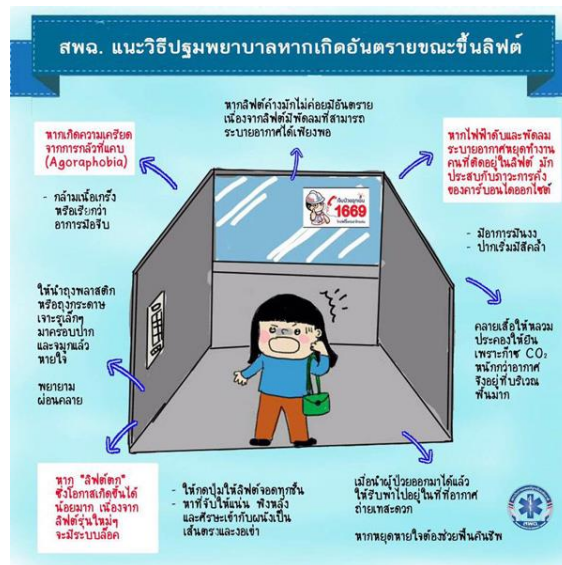 สพฉ. แนะวิธีปฐมพยาบาลหากเกิดอันตรายขณะขึ้นลิฟต์
หากลิฟต์ค้างมักไม่ค่อยมีอันตราย
เนื่องจากลิฟต์มีพัดลมที่สามารถ
ระบายอากาศได้เพียงพอ
หากเกิดความเครียด
จากการกลัวที่แคบ
(Agoraphobia)
- กล้ามเนื้อเกร็ง
หรือเรียกว่า
อาการมือจีบ
ให้นำถุงพลาสติก
หรือถุงกระดาษ
เจาะรูเล็กๆ
มาครอบปาก
และจมูกแล้ว
หายใจ
พยายาม
ผ่อนคลาย
หากไฟฟ้าดับและพัดลม
ระบายอากาศหยุดทำงาน
คนที่ติดอยู่ในลิฟต์ มัก
ประสบกับภาวะการคั่ง
ของคาร์บอนไดออกไซด์
- มีอาการมึนงง
- ปากเริ่มมีสีคล้ำ
คลายเสื้อให้หลวม
ประคองให้ยืน
เพราะก๊าซ CO₂
หนักกว่าอากาศ
จึงอยู่ที่บริเวณ
พื้นมาก
เจ็บป่วยฉุกเฉิน
1669
หาก "ลิฟต์ตก"
ซึ่งโอกาสเกิดขึ้นได้
น้อยมาก เนื่องจาก
ลิฟต์รุ่นใหม่ๆ
จะมีระบบล๊อค
- ให้กดปุ่มให้ลิฟต์จอดทุกชั้น
- หาที่จับให้แน่น พิงหลัง
และศีรษะเข้ากับผนังเป็น
เส้นตรงและงอเข่า
เมื่อนำผู้ป่วยออกมาได้แล้ว
ให้รีบพาไปอยู่ในที่ที่อากาศ
ถ่ายเทสะดวก
หากหยุดหายใจต้องช่วยฟื้นคืนชีพ
สพฉ.